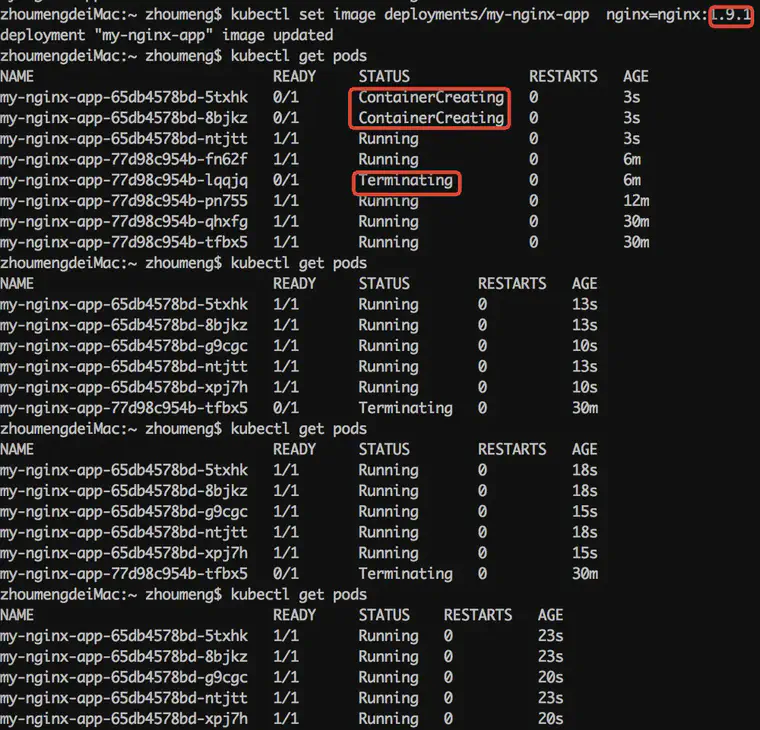 zhoumengdeiMac:~ zhoumeng$ kubectl set image deployments/my-nginx-app  nginx=nginx:1.9.1
deployment "my-nginx-app" image updated
zhoumengdeiMac:~ zhoumeng$ kubectl get pods
NAME READY STATUS RESTARTS AGE
my-nginx-app-65db4578bd-5txhk 0/1 ContainerCreating 0 3s
my-nginx-app-65db4578bd-8bjkz 0/1 ContainerCreating 0 3s
my-nginx-app-65db4578bd-ntjtt 1/1 Running 0 3s
my-nginx-app-77d98c954b-fn62f 1/1 Running 0 6m
my-nginx-app-77d98c954b-lqqjq 0/1 Terminating 0 6m
my-nginx-app-77d98c954b-pn755 1/1 Running 0 12m
my-nginx-app-77d98c954b-qhxfg 1/1 Running 0 30m
my-nginx-app-77d98c954b-tfbx5 1/1 Running 0 30m
zhoumengdeiMac:~ zhoumeng$ kubectl get pods
NAME READY STATUS RESTARTS AGE
my-nginx-app-65db4578bd-5txhk 1/1 Running 0 13s
my-nginx-app-65db4578bd-8bjkz 1/1 Running 0 13s
my-nginx-app-65db4578bd-g9cgc 1/1 Running 0 10s
my-nginx-app-65db4578bd-ntjtt 1/1 Running 0 13s
my-nginx-app-65db4578bd-xpj7h 1/1 Running 0 10s
my-nginx-app-77d98c954b-tfbx5 0/1 Terminating 0 30m
zhoumengdeiMac:~ zhoumeng$ kubectl get pods
NAME READY STATUS RESTARTS AGE
my-nginx-app-65db4578bd-5txhk 1/1 Running 0 18s
my-nginx-app-65db4578bd-8bjkz 1/1 Running 0 18s
my-nginx-app-65db4578bd-g9cgc 1/1 Running 0 15s
my-nginx-app-65db4578bd-ntjtt 1/1 Running 0 18s
my-nginx-app-65db4578bd-xpj7h 1/1 Running 0 15s
my-nginx-app-77d98c954b-tfbx5 0/1 Terminating 0 30m
zhoumengdeiMac:~ zhoumeng$ kubectl get pods
NAME READY STATUS RESTARTS AGE
my-nginx-app-65db4578bd-5txhk 1/1 Running 0 23s
my-nginx-app-65db4578bd-8bjkz 1/1 Running 0 23s
my-nginx-app-65db4578bd-g9cgc 1/1 Running 0 20s
my-nginx-app-65db4578bd-ntjtt 1/1 Running 0 23s
my-nginx-app-65db4578bd-xpj7h 1/1 Running 0 20s